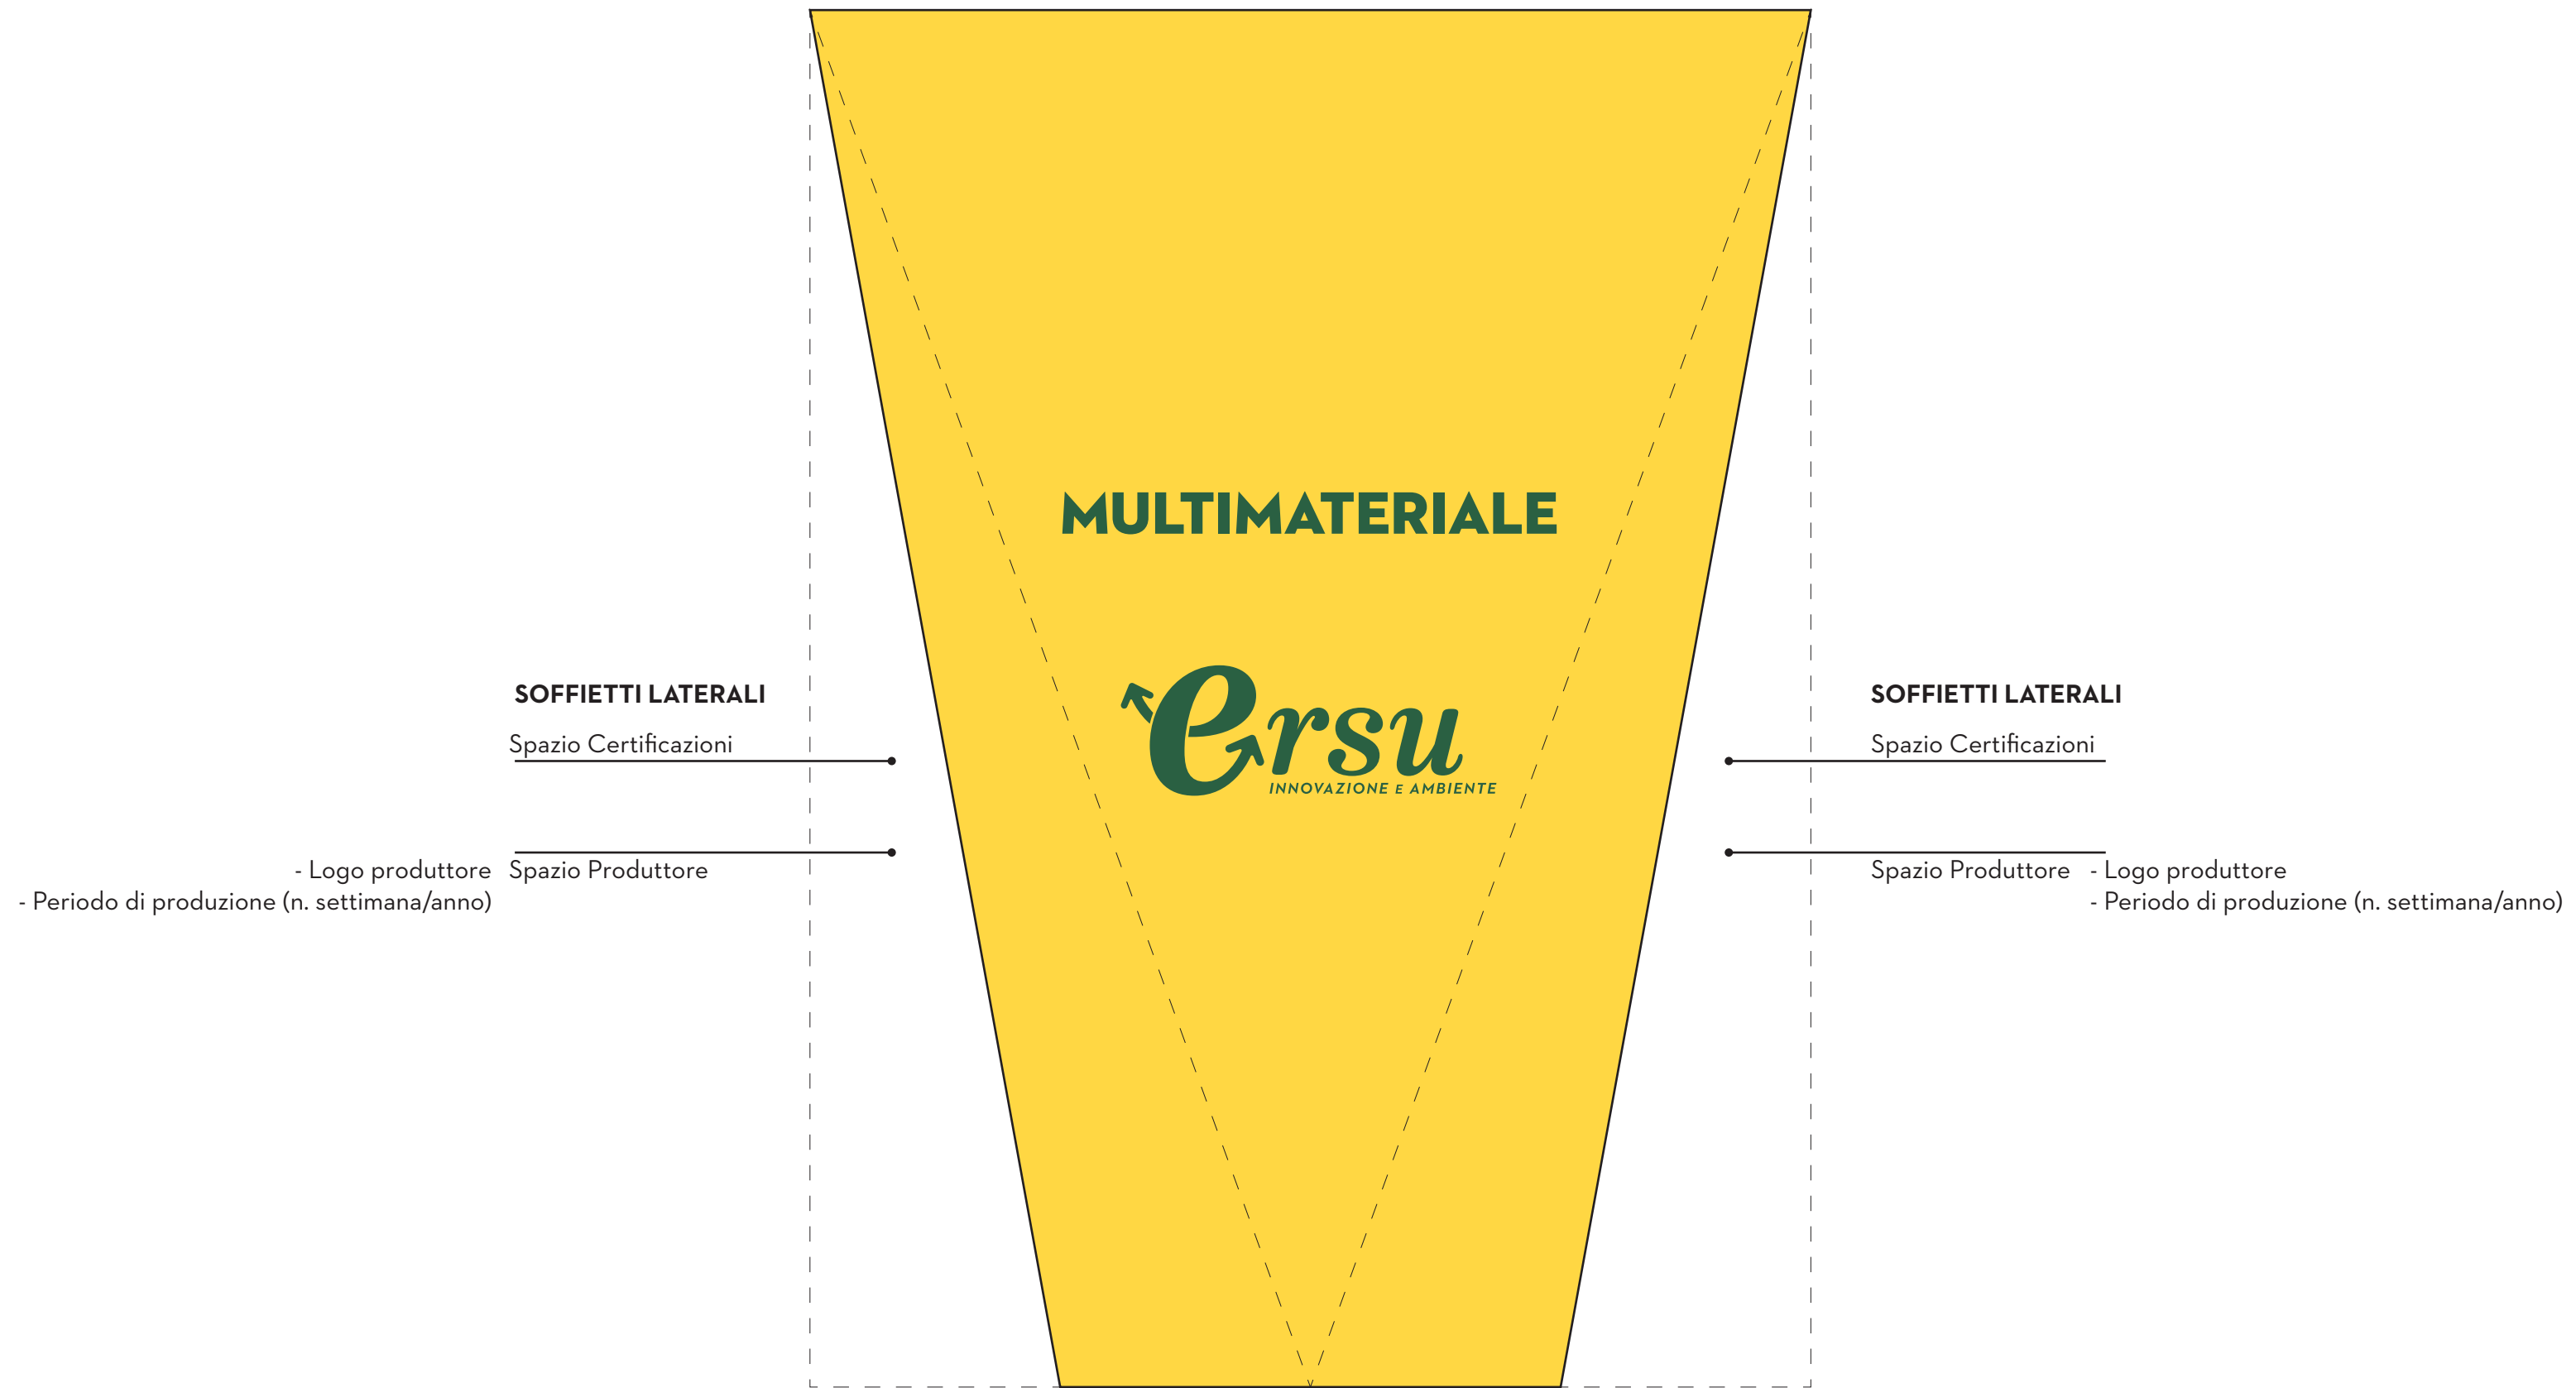 MULTIMATERIALE
ersu
INNOVAZIONE E AMBIENTE
SOFFIETTI LATERALI
Spazio Certificazioni
Spazio Produttore
- Logo produttore
- Periodo di produzione (n. settimana/anno)
SOFFIETTI LATERALI
Spazio Certificazioni
Spazio Produttore
- Logo produttore
- Periodo di produzione (n. settimana/anno)